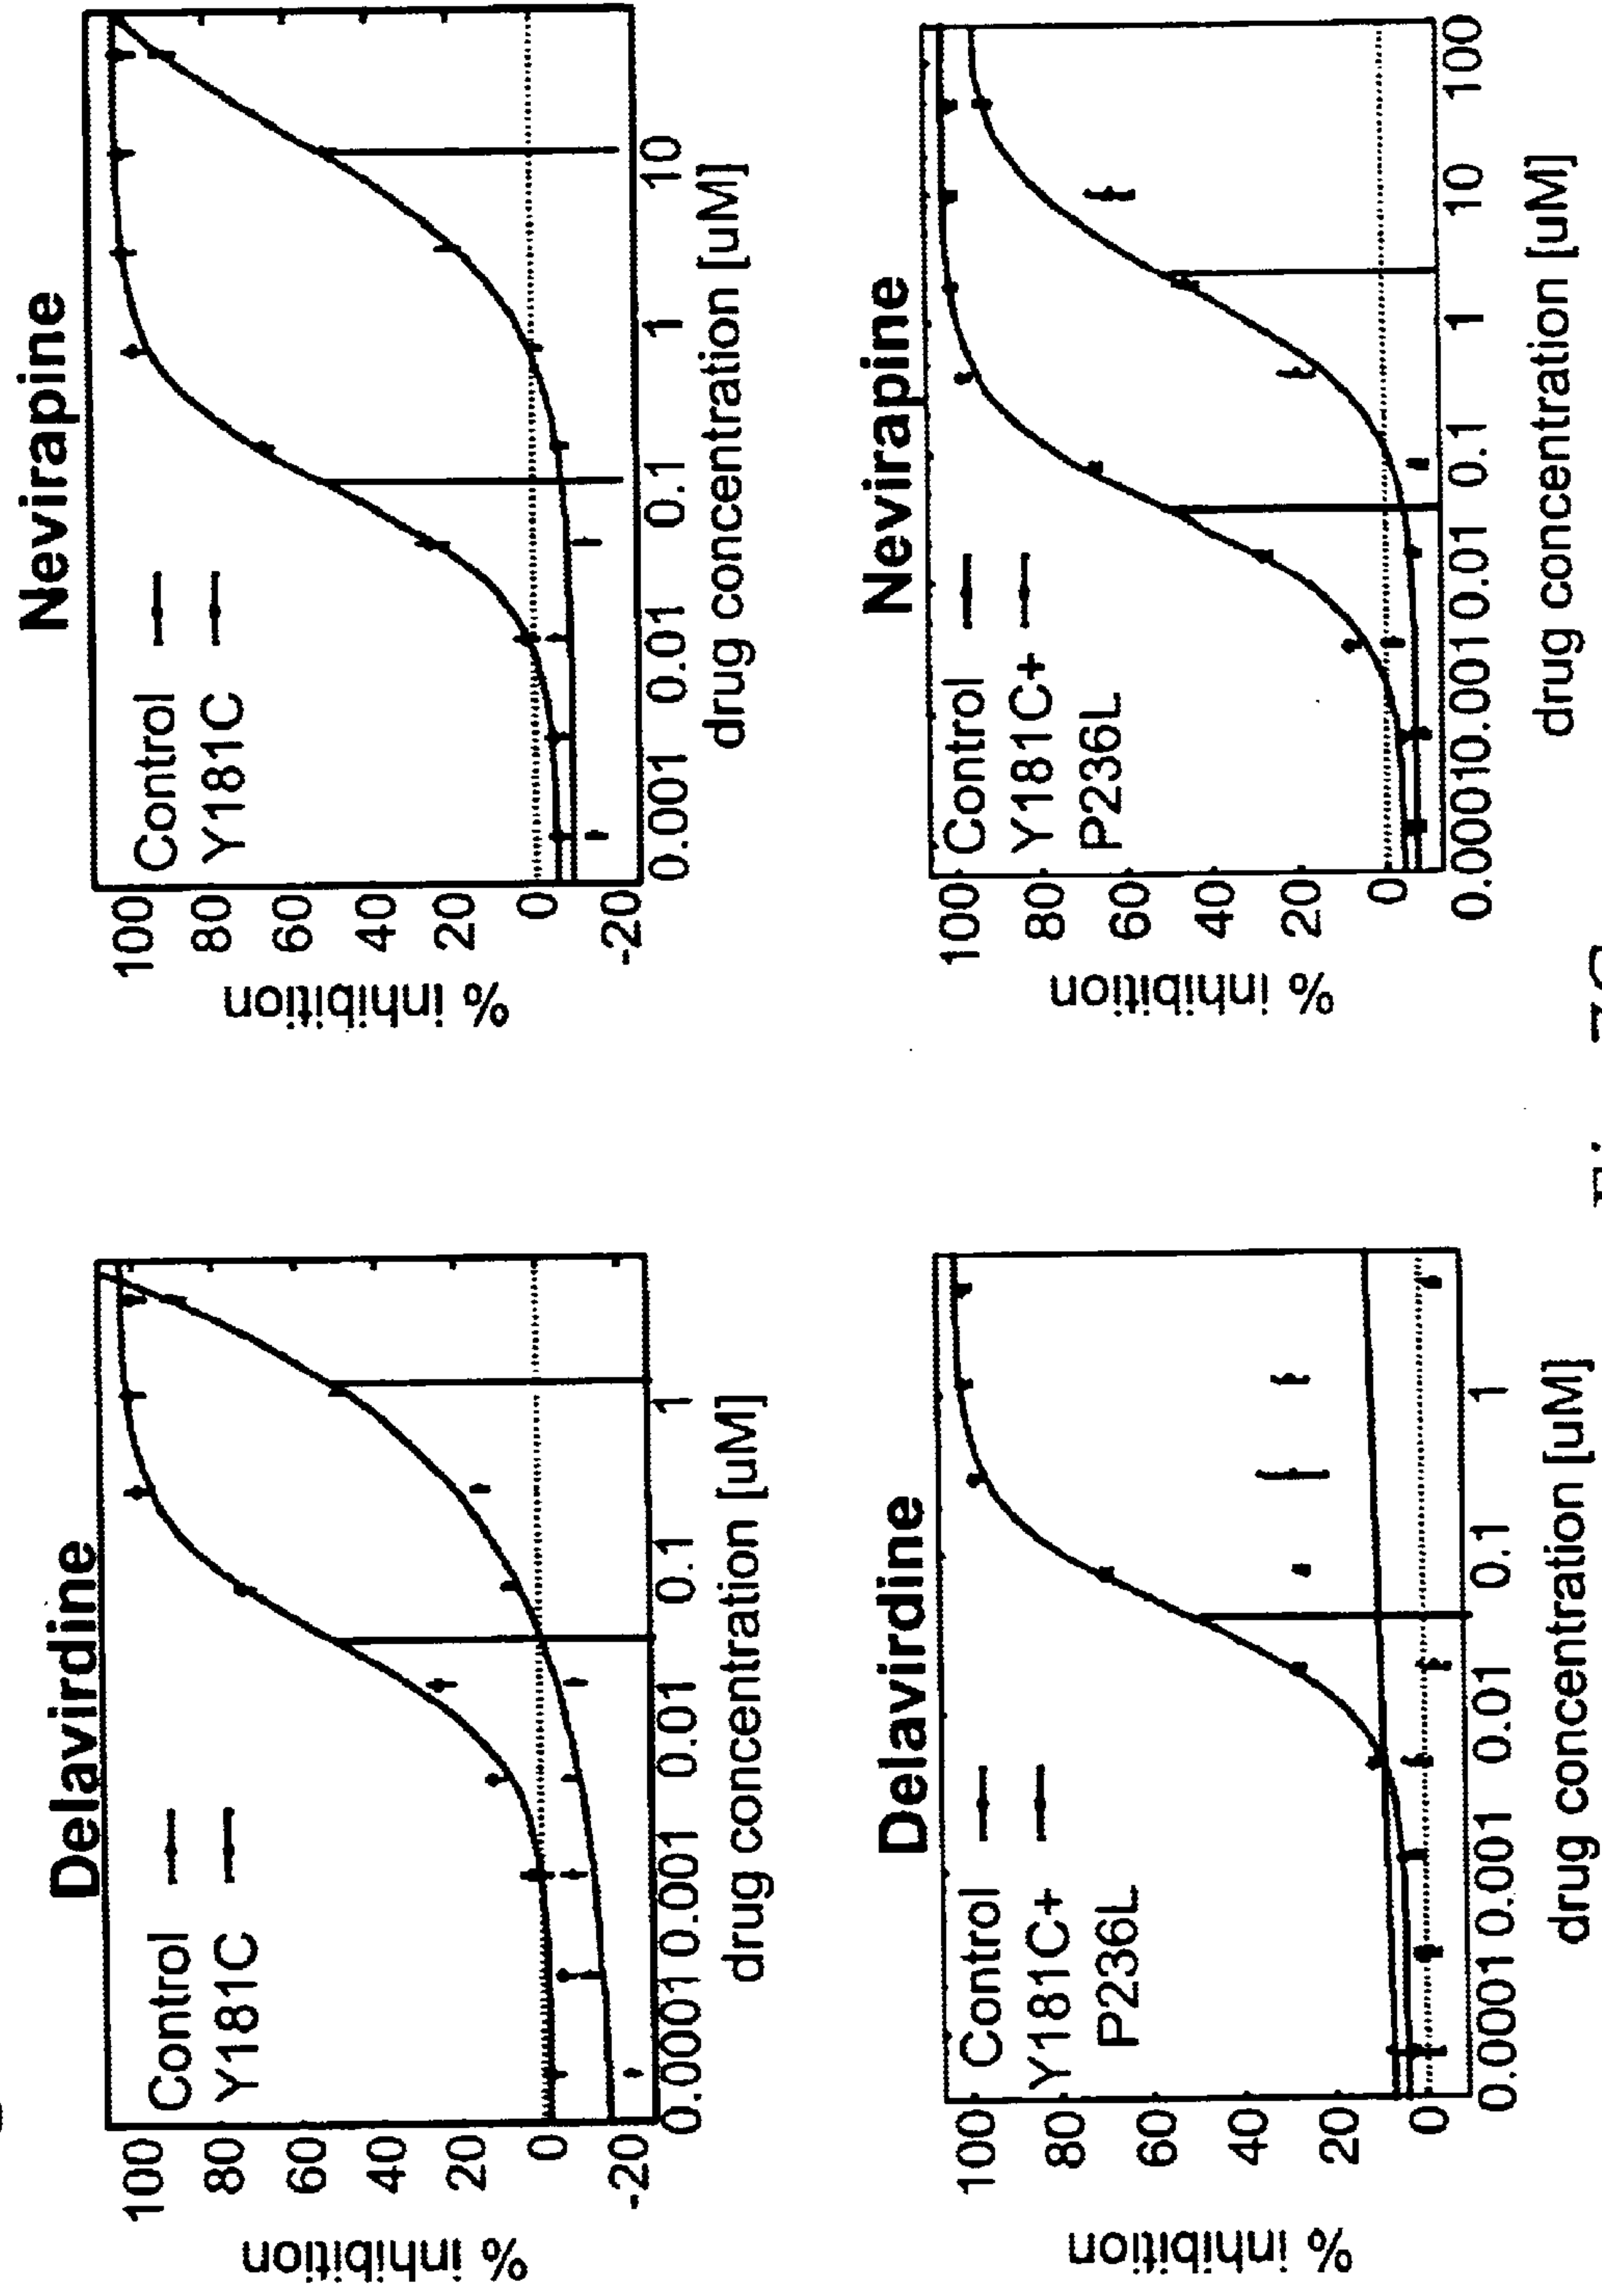 Delavirdine
Control
Y181C
% inhibition
100
80
60
40
20
0
-20
0.0001 0.001 0.01 0.1 1
drug concentration [uM]
Nevirapine
Control
Y181C
% inhibition
100
80
60
40
20
0
-20
0.001 0.01 0.1 1 10
drug concentration [uM]
Delavirdine
Control
Y181C+
P236L
% inhibition
100
80
60
40
20
0
0.0001 0.001 0.01 0.1 1
drug concentration [uM]
Nevirapine
Control
Y181C+
P236L
% inhibition
100
80
60
40
20
0
0.00010.0010.01 0.1 1 10 100
drug concentration [uM]